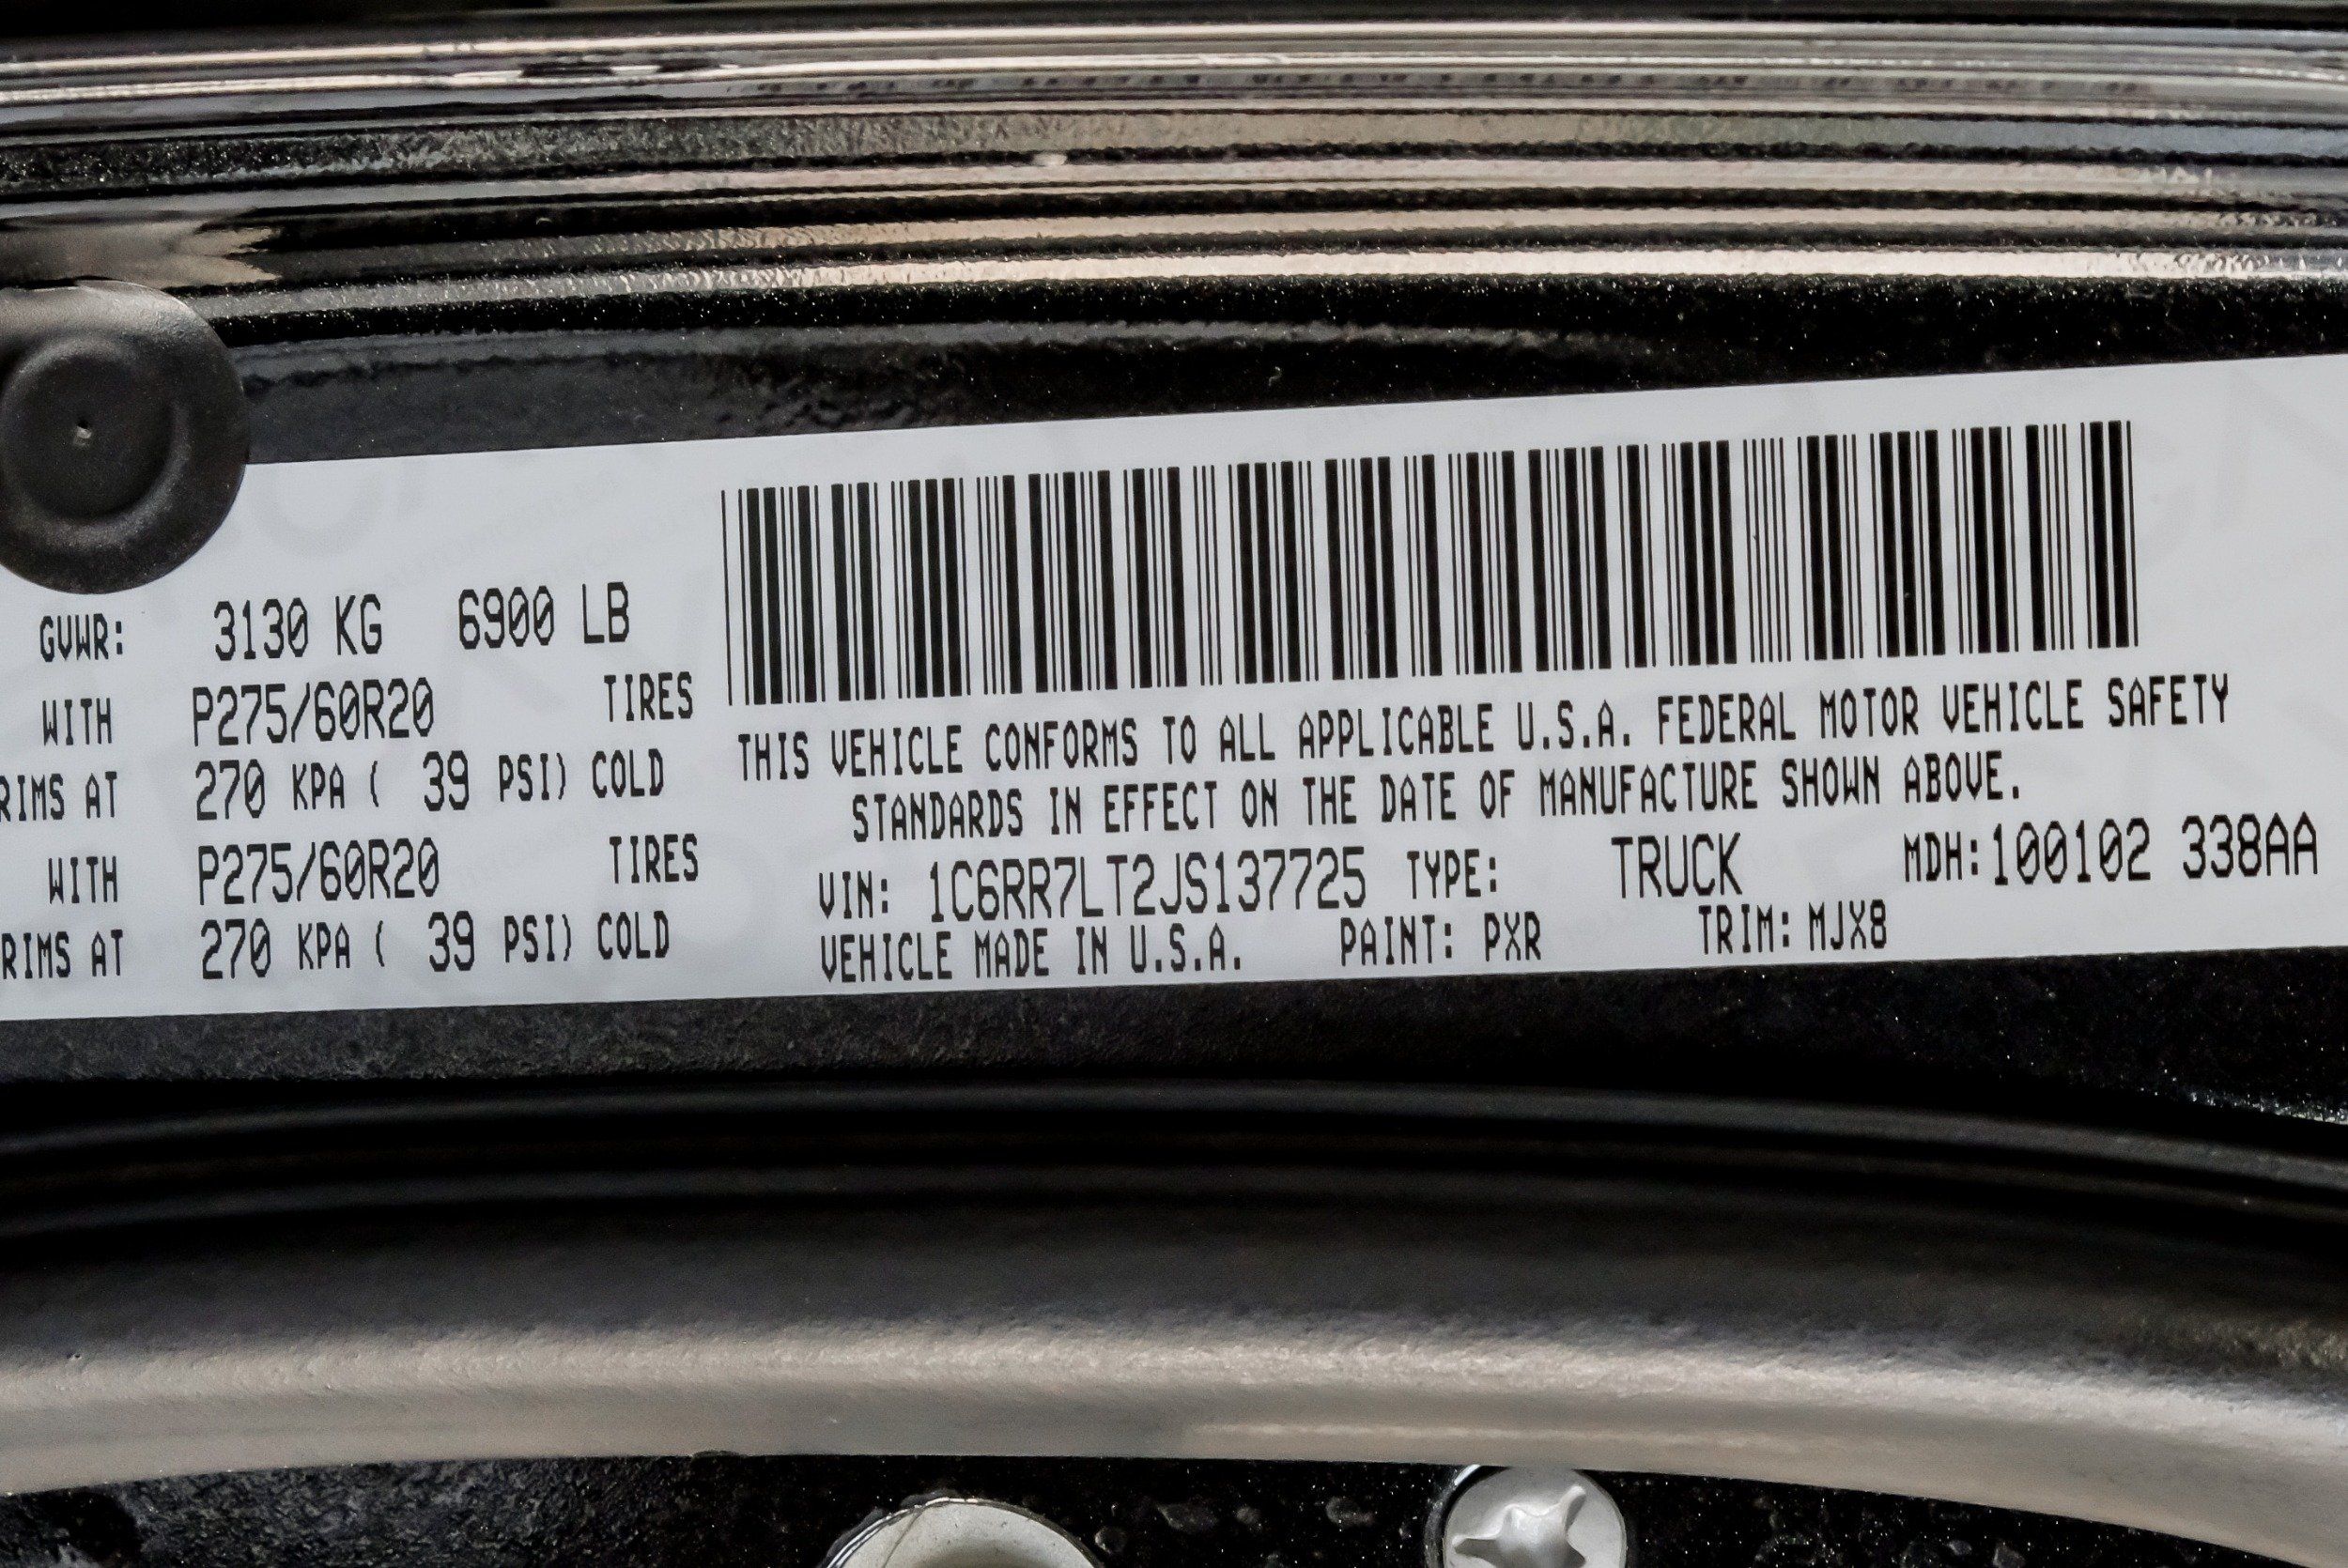 GVWR: 3130 KG 6900 LB
WITH P275/60R20 TIRES
RIMS AT 270 KPA ( 39 PSI) COLD
WITH P275/60R20 TIRES
RIMS AT 270 KPA ( 39 PSI) COLD
THIS VEHICLE CONFORMS TO ALL APPLICABLE U.S.A. FEDERAL MOTOR VEHICLE SAFETY
STANDARDS IN EFFECT ON THE DATE OF MANUFACTURE SHOWN ABOVE.
VIN: 1C6RR7LT2JS137725 TYPE: TRUCK MDH:100102 338AA
VEHICLE MADE IN U.S.A. PAINT: PXR TRIM: MJX8